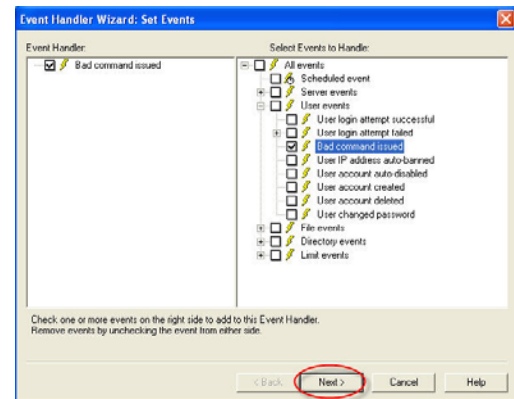 Event Handler Wizard: Set Events
Event Handler:
Select Events to Handle:
Bad command issued
All events
Scheduled event
Server events
User events
User login attempt successful
User login attempt failed
Bad command issued
User IP address auto-banned
User account auto-disabled
User account created
User account deleted
User changed password
File events
Directory events
Limit events
Check one or more events on the right side to add to this Event Handler.
Remove events by unchecking the event from either side.
< Back
Next >
Cancel
Help